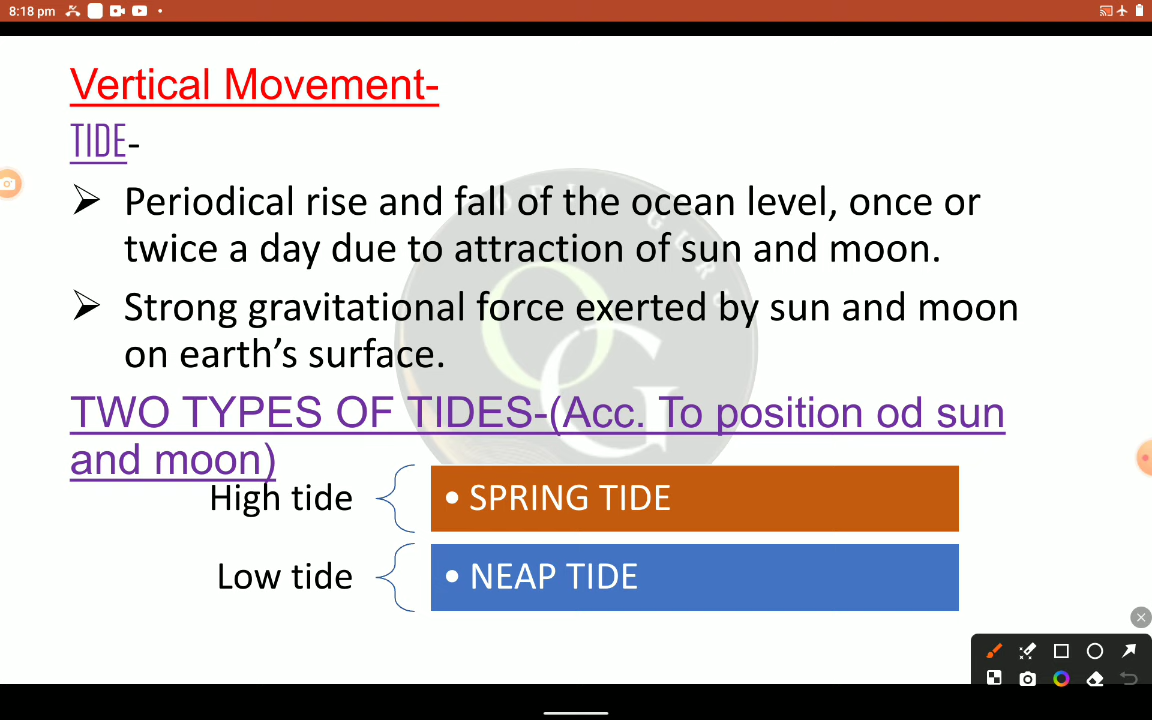 8:18 pm
Vertical Movement-
TIDE-
➢ Periodical rise and fall of the ocean level, once or
twice a day due to attraction of sun and moon.
➢ Strong gravitational force exerted by sun and moon
on earth's surface.
TWO TYPES OF TIDES-(Acc. To position od sun
and moon)
High tide • SPRING TIDE
Low tide • NEAP TIDE